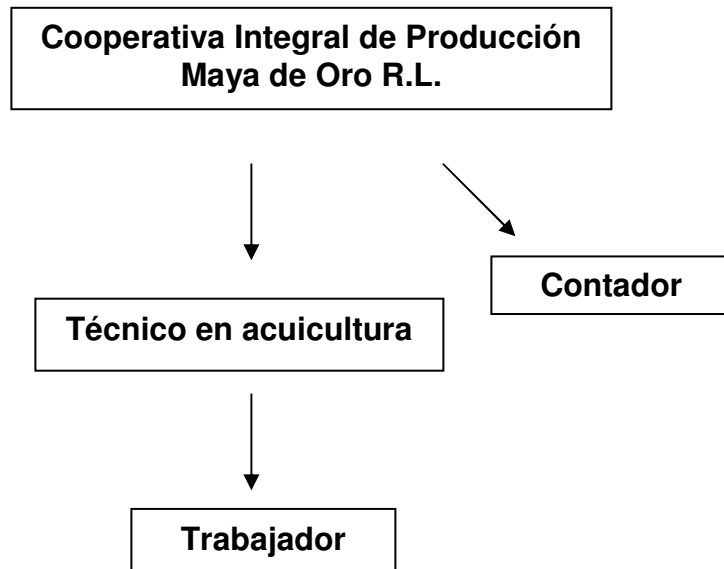 Cooperativa Integral de Producción
Maya de Oro R.L.
Contador
Técnico en acuicultura
Trabajador